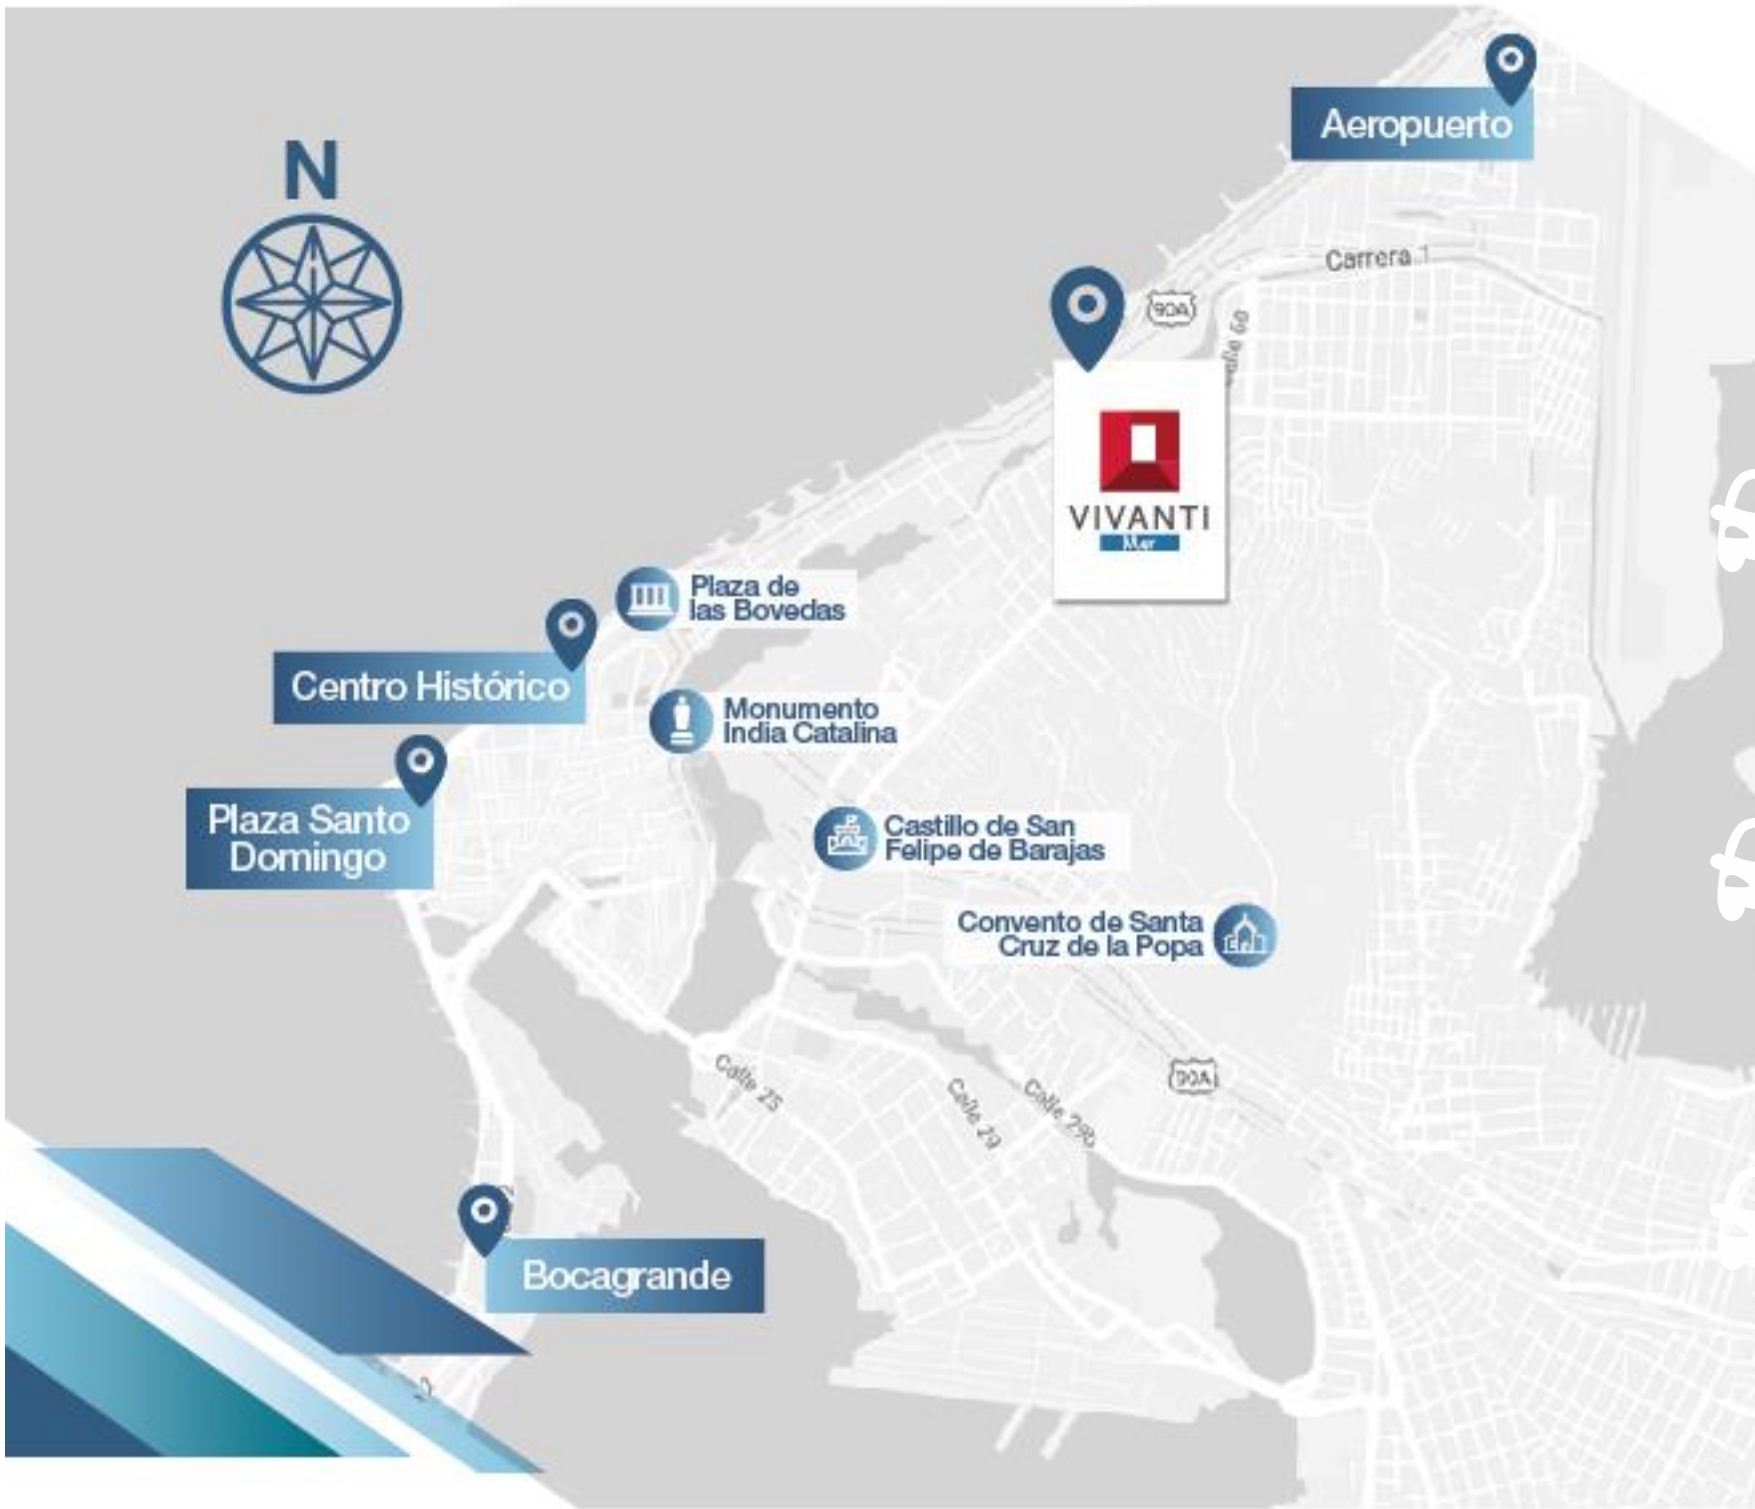 Aeropuerto
N
Carrera 1
90A
Calle 60
VIVANTI
Mar
Plaza de
las Bovedas
Centro Histórico
Monumento
India Catalina
Plaza Santo
Domingo
Castillo de San
Felipe de Barajas
Convento de Santa
Cruz de la Popa
Calle 25
Calle 29
Calle 29b
90A
Bocagrande